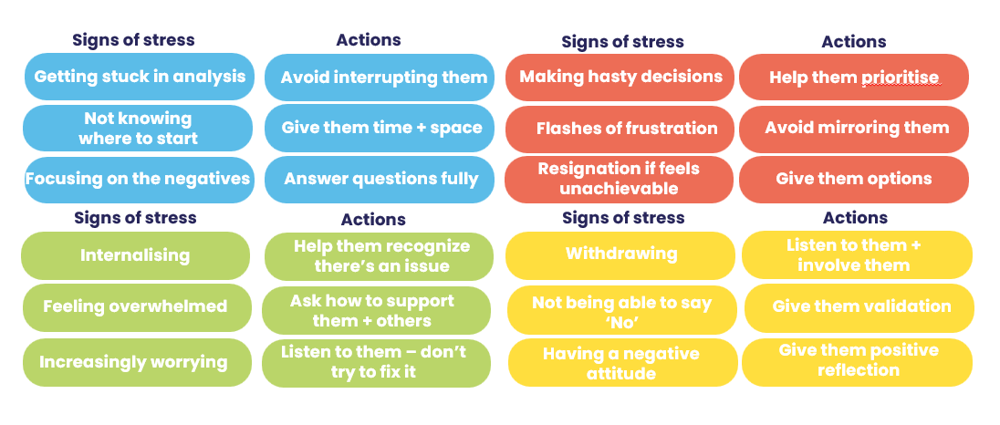 Signs of stress
Actions
Getting stuck in analysis
Avoid interrupting them
Not knowing
where to start
Give them time + space
Focusing on the negatives
Answer questions fully
Signs of stress
Actions
Making hasty decisions
Help them prioritise
Flashes of frustration
Avoid mirroring them
Resignation if feels
unachievable
Give them options
Signs of stress
Actions
Internalising
Help them recognize
there’s an issue
Feeling overwhelmed
Ask how to support
them + others
Increasingly worrying
Listen to them – don’t
try to fix it
Signs of stress
Actions
Withdrawing
Listen to them +
involve them
Not being able to say
‘No’
Give them validation
Having a negative
attitude
Give them positive
reflection